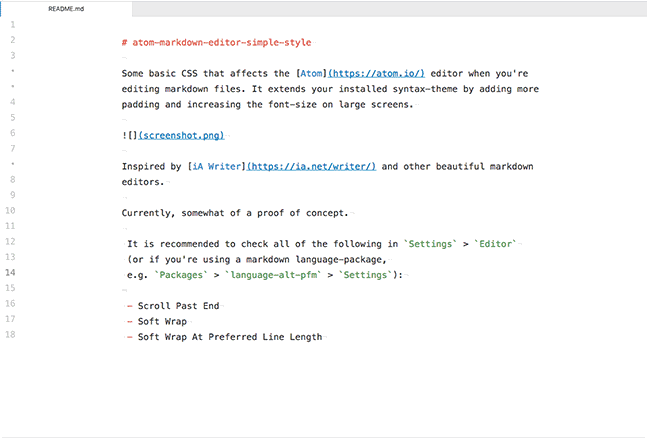 README.md
1
2 # atom-markdown-editor-simple-style
3
• Some basic CSS that affects the [Atom](https://atom.io/) editor when you're
• editing markdown files. It extends your installed syntax-theme by adding more
4 padding and increasing the font-size on large screens.
5
6 ![](screenshot.png)
7
• Inspired by [iA Writer](https://ia.net/writer/) and other beautiful markdown
8 editors.
9
10 Currently, somewhat of a proof of concept.
11
12 It is recommended to check all of the following in `Settings` > `Editor`
13 (or if you're using a markdown language-package,
14 e.g. `Packages` > `language-alt-pfm` > `Settings`):
15
16 - Scroll Past End
17 - Soft Wrap
18 - Soft Wrap At Preferred Line Length